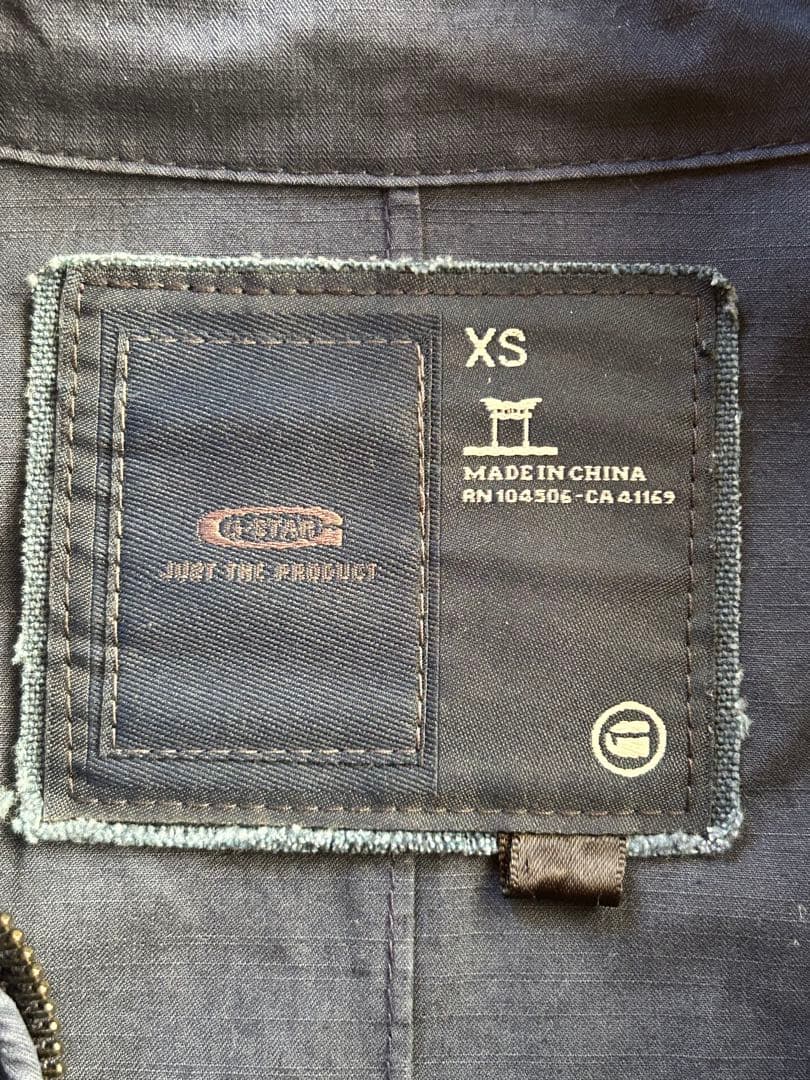 G-STAR
JUST THE PRODUCT
XS
MADE IN CHINA
RN 104506-CA 41169